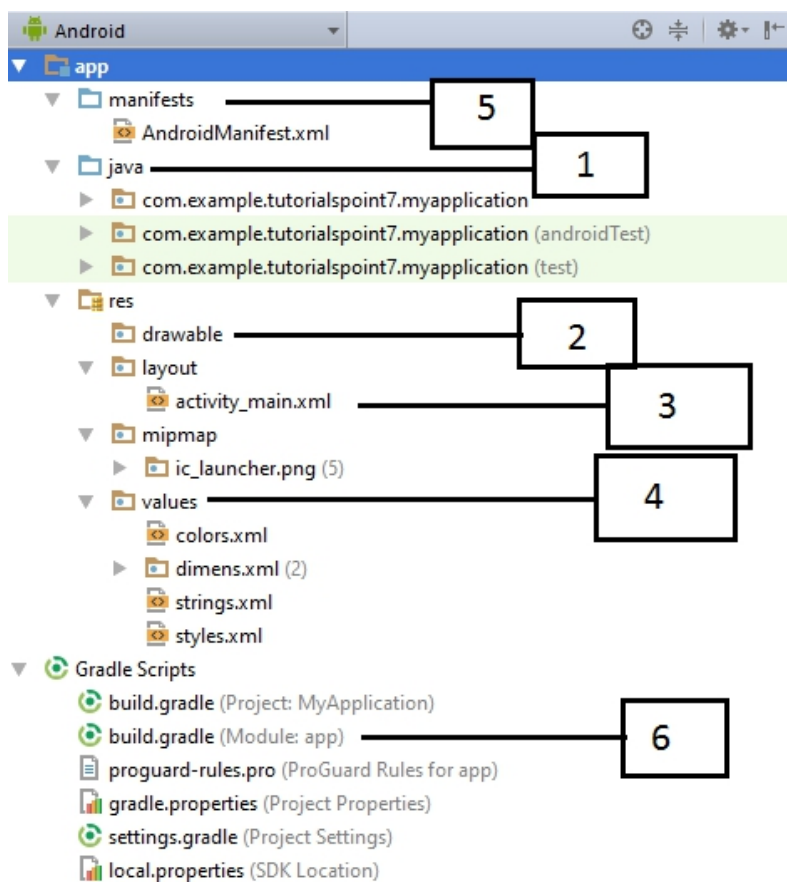 Android
app
manifests
5
AndroidManifest.xml
java
1
com.example.tutorialspoint7.myapplication
com.example.tutorialspoint7.myapplication (androidTest)
com.example.tutorialspoint7.myapplication (test)
res
drawable
2
layout
activity_main.xml
3
mipmap
ic_launcher.png (5)
values
4
colors.xml
dimens.xml (2)
strings.xml
styles.xml
Gradle Scripts
build.gradle (Project: MyApplication)
build.gradle (Module: app)
6
proguard-rules.pro (ProGuard Rules for app)
gradle.properties (Project Properties)
settings.gradle (Project Settings)
local.properties (SDK Location)